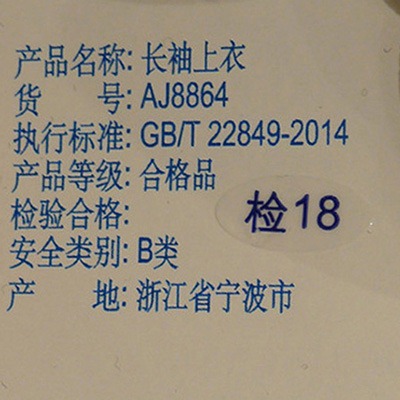 产品名称: 长袖上衣
货 号: AJ8864
执行标准: GB/T 22849-2014
产品等级: 合格品
检验合格: 检18
安全类别: B类
产 地: 浙江省宁波市